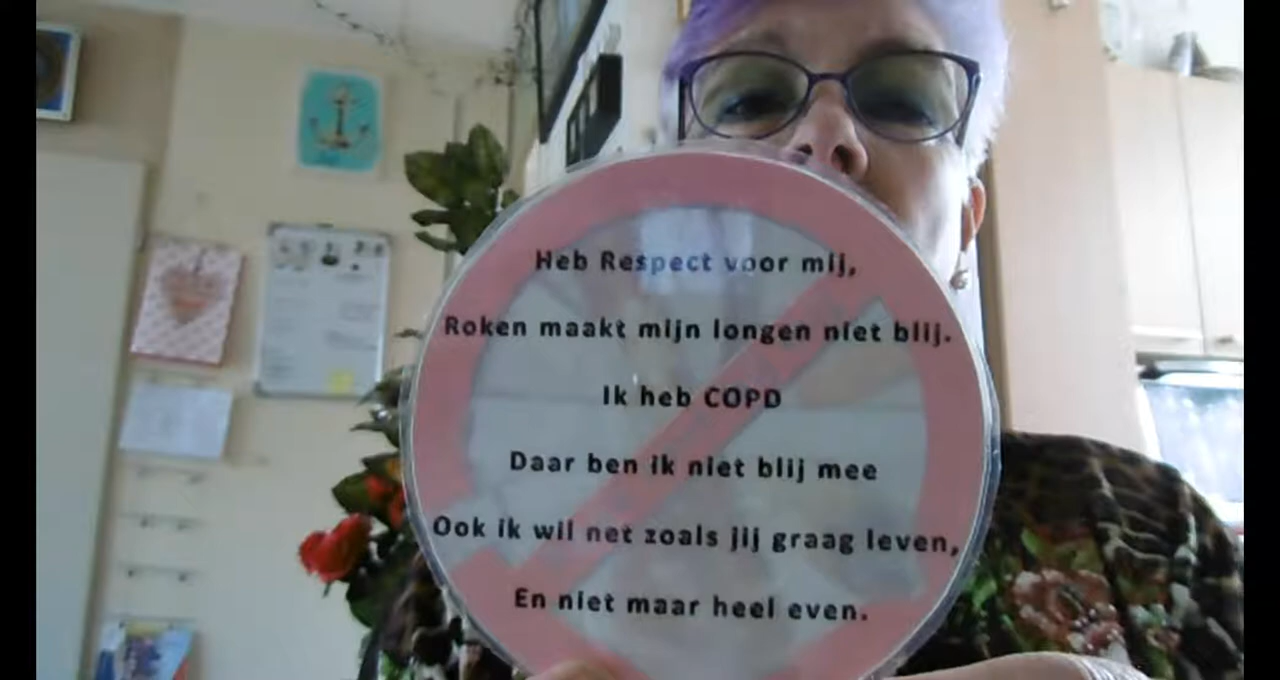 Heb Respect voor mij,
Roken maakt mijn longen niet blij.
Ik heb COPD
Daar ben ik niet blij mee
Ook ik wil net zoals jij graag leven,
En niet maar heel even.